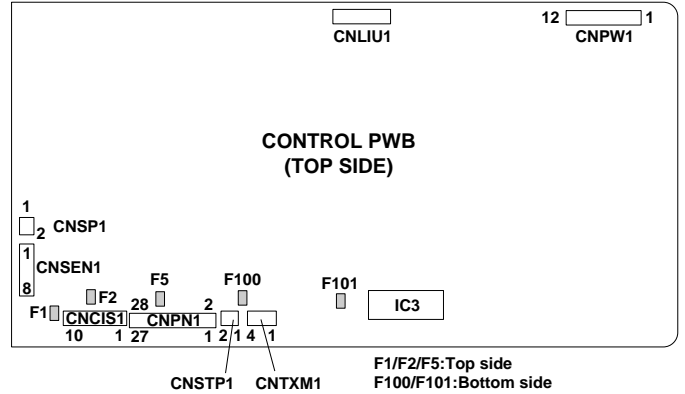 CNLIU1
12 1
CNPW1
CONTROL PWB
(TOP SIDE)
1
2 CNSP1
1
CNSEN1
8
F1
F2
F5
F100
F101
IC3
28 2
CNCIS1
CNPN1
10 1 27 1 2 1 4 1
CNSTP1 CNTXM1
F1/F2/F5:Top side
F100/F101:Bottom side